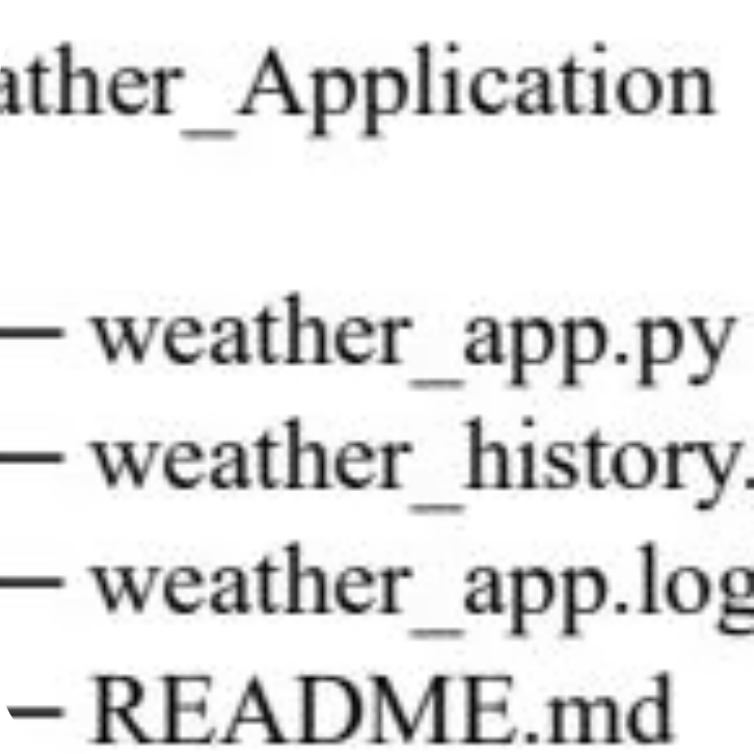 ather_Application
— weather_app.py
— weather_history.
— weather_app.log
— README.md